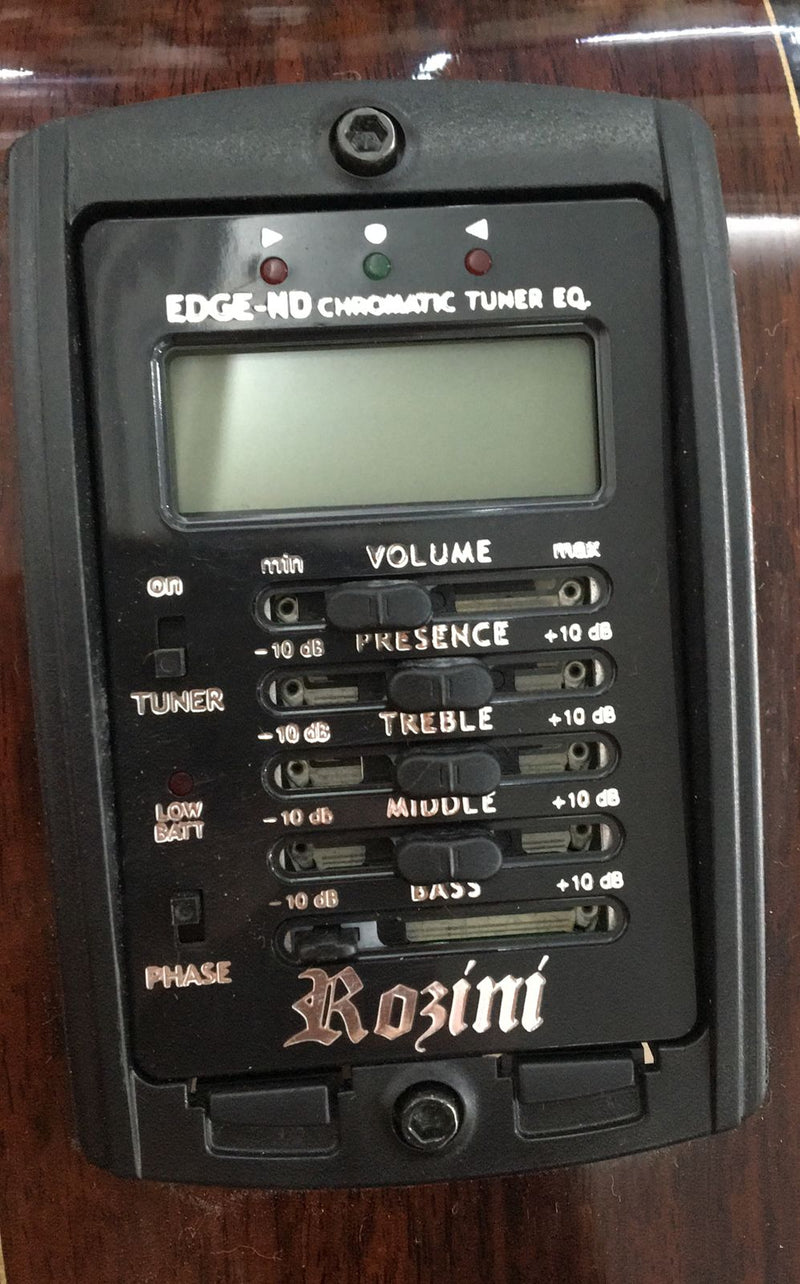 EDGE-ND CHROMATIC TUNER EQ.
min VOLUME max
on
-10 dB PRESENCE +10 dB
TUNER
-10 dB TREBLE +10 dB
LOW
BATT
-10 dB MIDDLE +10 dB
-10 dB BASS +10 dB
PHASE
Rozini